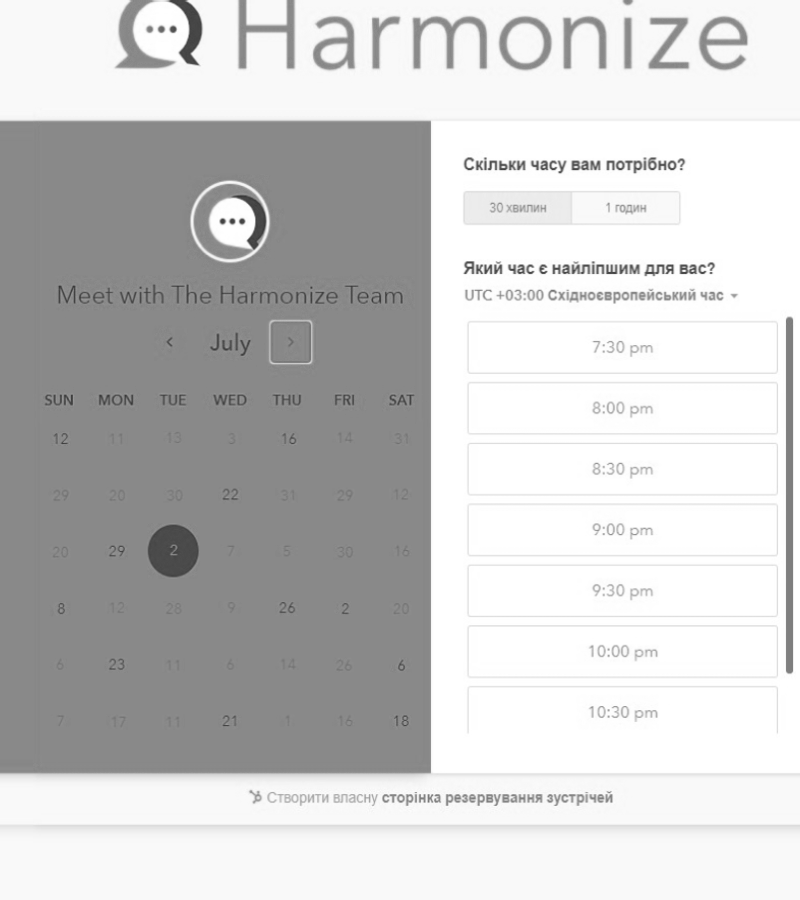 Harmonize
Meet with The Harmonize Team
July
SUN MON TUE WED THU FRI SAT
12 11 13 3 16 14 31
29 20 30 22 31 29 12
20 29 2 7 5 30 16
8 12 28 9 26 2 20
6 23 11 6 14 26 6
7 17 11 21 1 16 18
Скільки часу вам потрібно?
30 хвилин 1 годин
Який час є найліпшим для вас?
UTC +03:00 Східноєвропейський час
7:30 pm
8:00 pm
8:30 pm
9:00 pm
9:30 pm
10:00 pm
10:30 pm
Створити власну сторінка резервування зустрічей